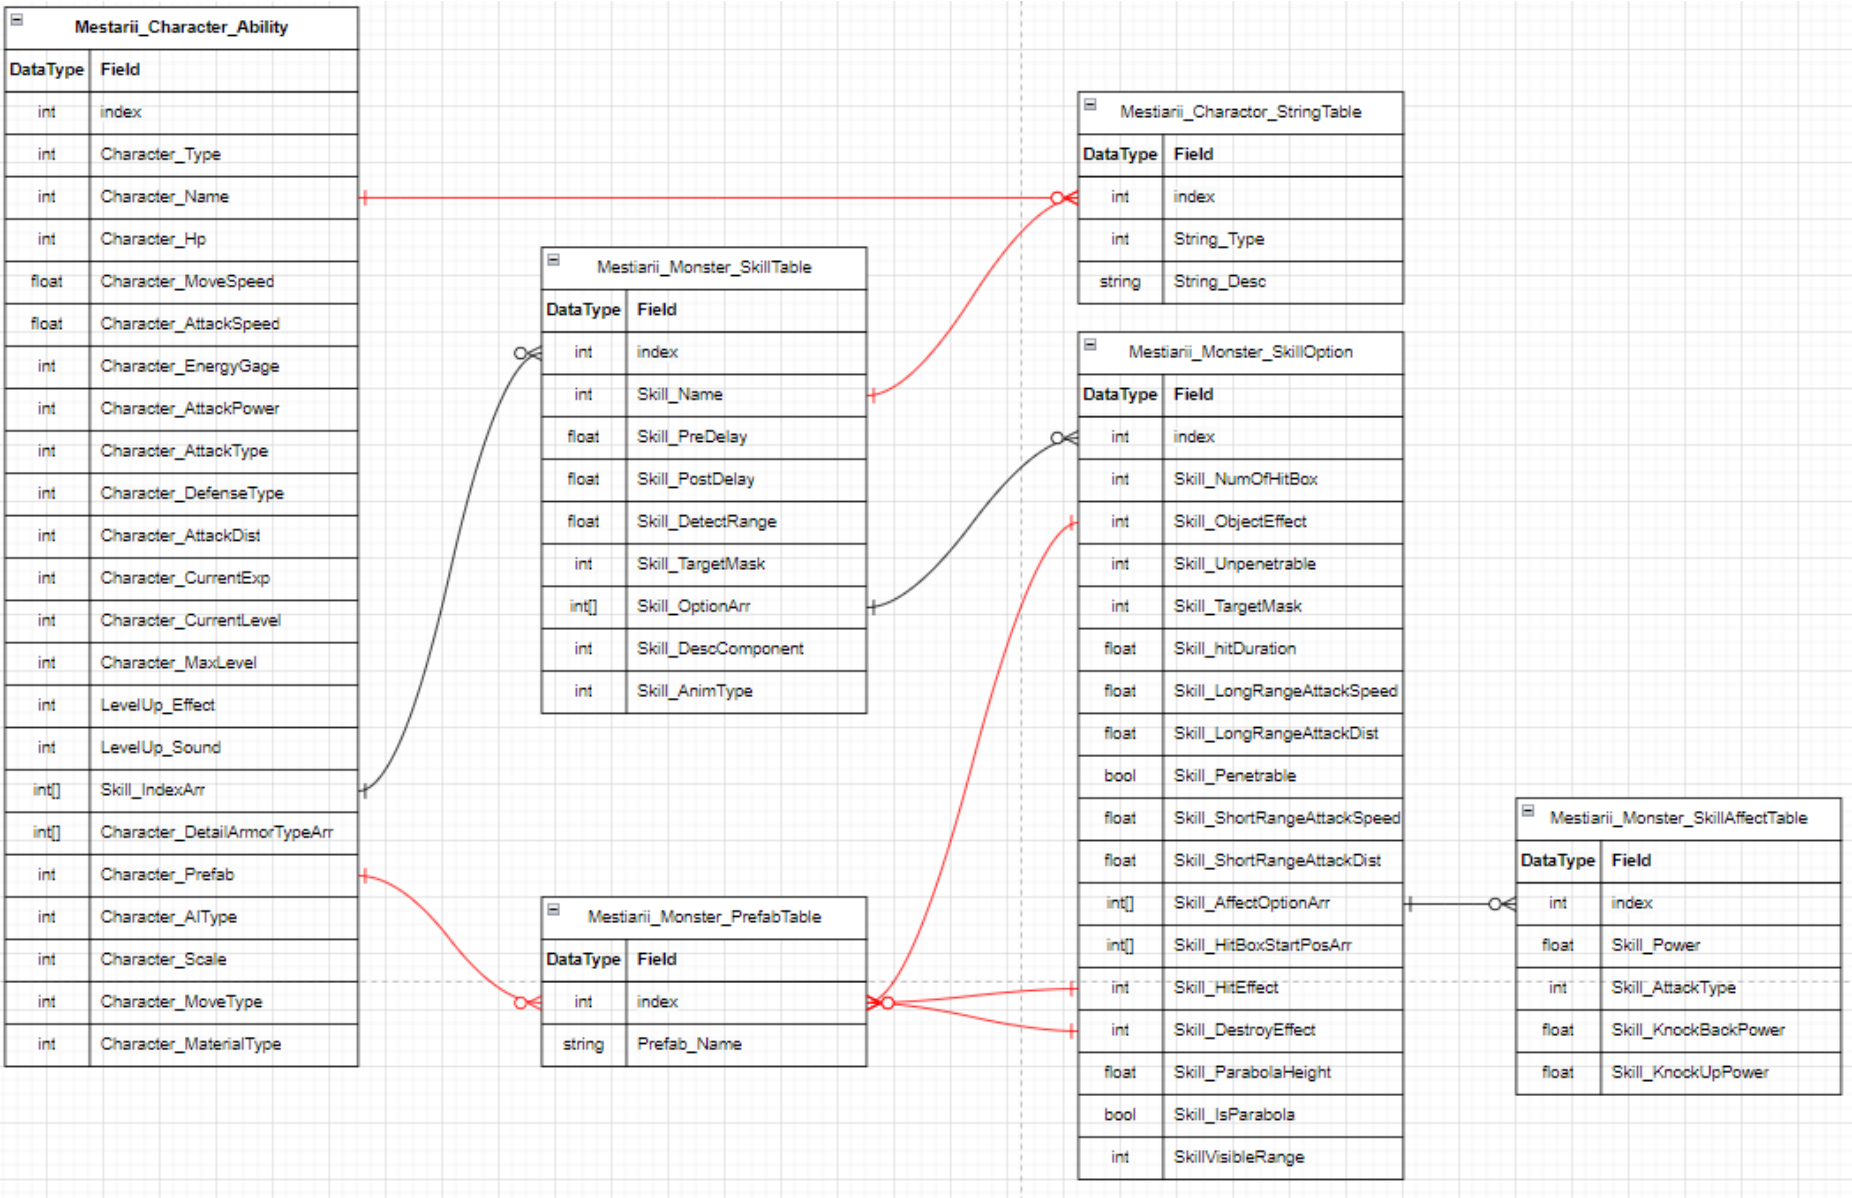 Mestarii_Character_Ability
DataType Field
int index
int Character_Type
int Character_Name
int Character_Hp
float Character_MoveSpeed
float Character_AttackSpeed
int Character_EnergyGage
int Character_AttackPower
int Character_AttackType
int Character_DefenseType
int Character_AttackDist
int Character_CurrentExp
int Character_CurrentLevel
int Character_MaxLevel
int LevelUp_Effect
int LevelUp_Sound
int[] Skill_IndexArr
int[] Character_DetailArmorTypeArr
int Character_Prefab
int Character_AIType
int Character_Scale
int Character_MoveType
int Character_MaterialType
Mestiarii_Monster_SkillTable
DataType Field
int index
int Skill_Name
float Skill_PreDelay
float Skill_PostDelay
float Skill_DetectRange
int Skill_TargetMask
int[] Skill_OptionArr
int Skill_DescComponent
int Skill_AnimType
Mestiarii_Monster_PrefabTable
DataType Field
int index
string Prefab_Name
Mestiarii_Charactor_StringTable
DataType Field
int index
int String_Type
string String_Desc
Mestiarii_Monster_SkillOption
DataType Field
int index
int Skill_NumOfHitBox
int Skill_ObjectEffect
int Skill_Unpenetrable
int Skill_TargetMask
float Skill_hitDuration
float Skill_LongRangeAttackSpeed
float Skill_LongRangeAttackDist
bool Skill_Penetrable
float Skill_ShortRangeAttackSpeed
float Skill_ShortRangeAttackDist
int[] Skill_AffectOptionArr
int[] Skill_HitBoxStartPosArr
int Skill_HitEffect
int Skill_DestroyEffect
float Skill_ParabolaHeight
bool Skill_IsParabola
int SkillVisibleRange
Mestiarii_Monster_SkillAffectTable
DataType Field
int index
float Skill_Power
int Skill_AttackType
float Skill_KnockBackPower
float Skill_KnockUpPower